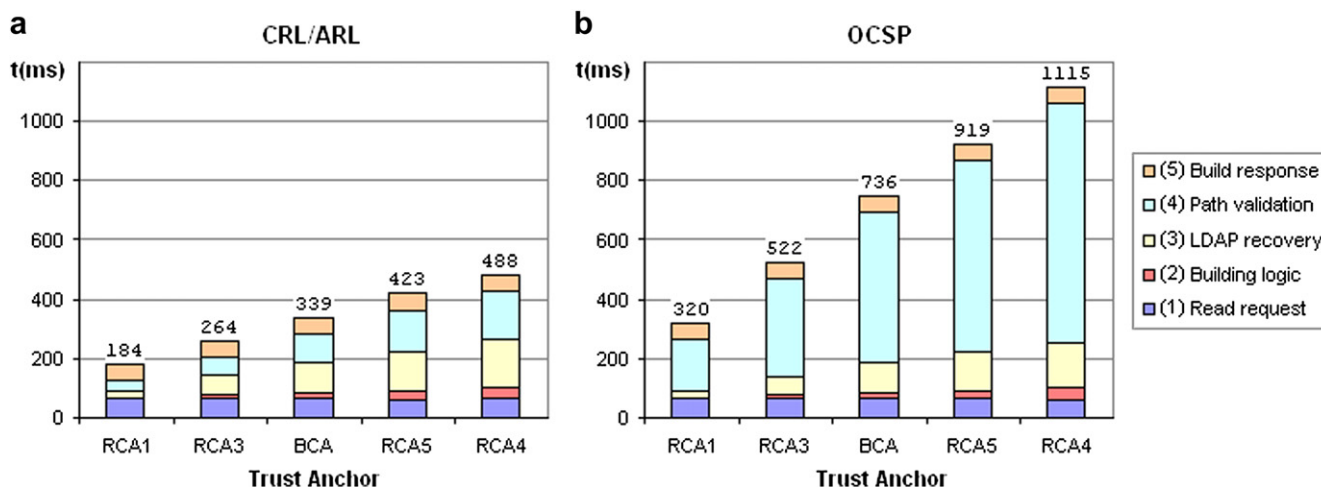 a
CRL/ARL
t(ms)
1000
800
600
400
200
0
184
264
339
423
488
RCA1 RCA3 BCA RCA5 RCA4
Trust Anchor
b
OCSP
t(ms)
1000
800
600
400
200
0
320
522
736
919
1115
RCA1 RCA3 BCA RCA5 RCA4
Trust Anchor
(5) Build response
(4) Path validation
(3) LDAP recovery
(2) Building logic
(1) Read request